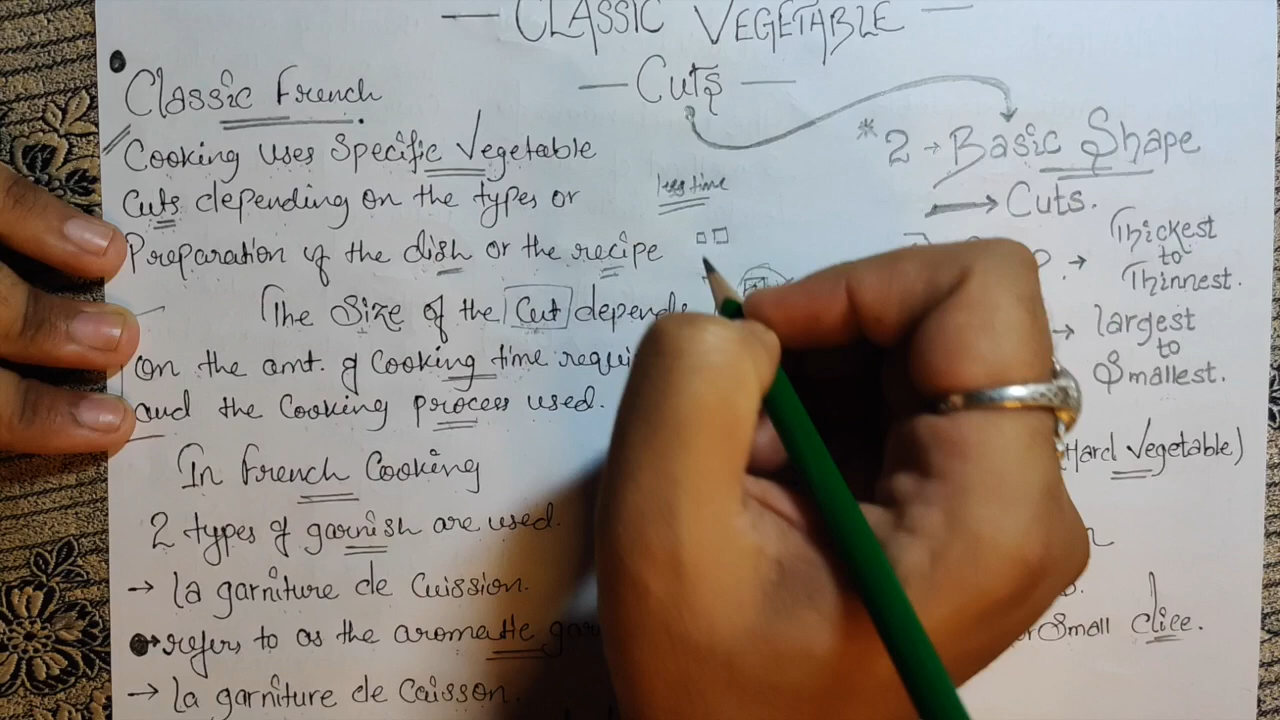 — CLASSIC VEGETABLE —
— Cuts —
Classic French.
Cooking uses Specific Vegetable
Cuts depending on the types or
Preparation of the dish or the recipe
The Size of the Cut depends
on the amt. of Cooking time requi
and the Cooking process used.
In French Cooking
2 types of garnish are used.
→ la garniture de Cuission.
→ refers to as the aromatic gar
→ la garniture de Caisson.
less time
* 2 → Basic Shape
→ Cuts.
→ Thickest
to
Thinnest.
→ largest
to
Smallest.
Hard Vegetable)
or Small dice.